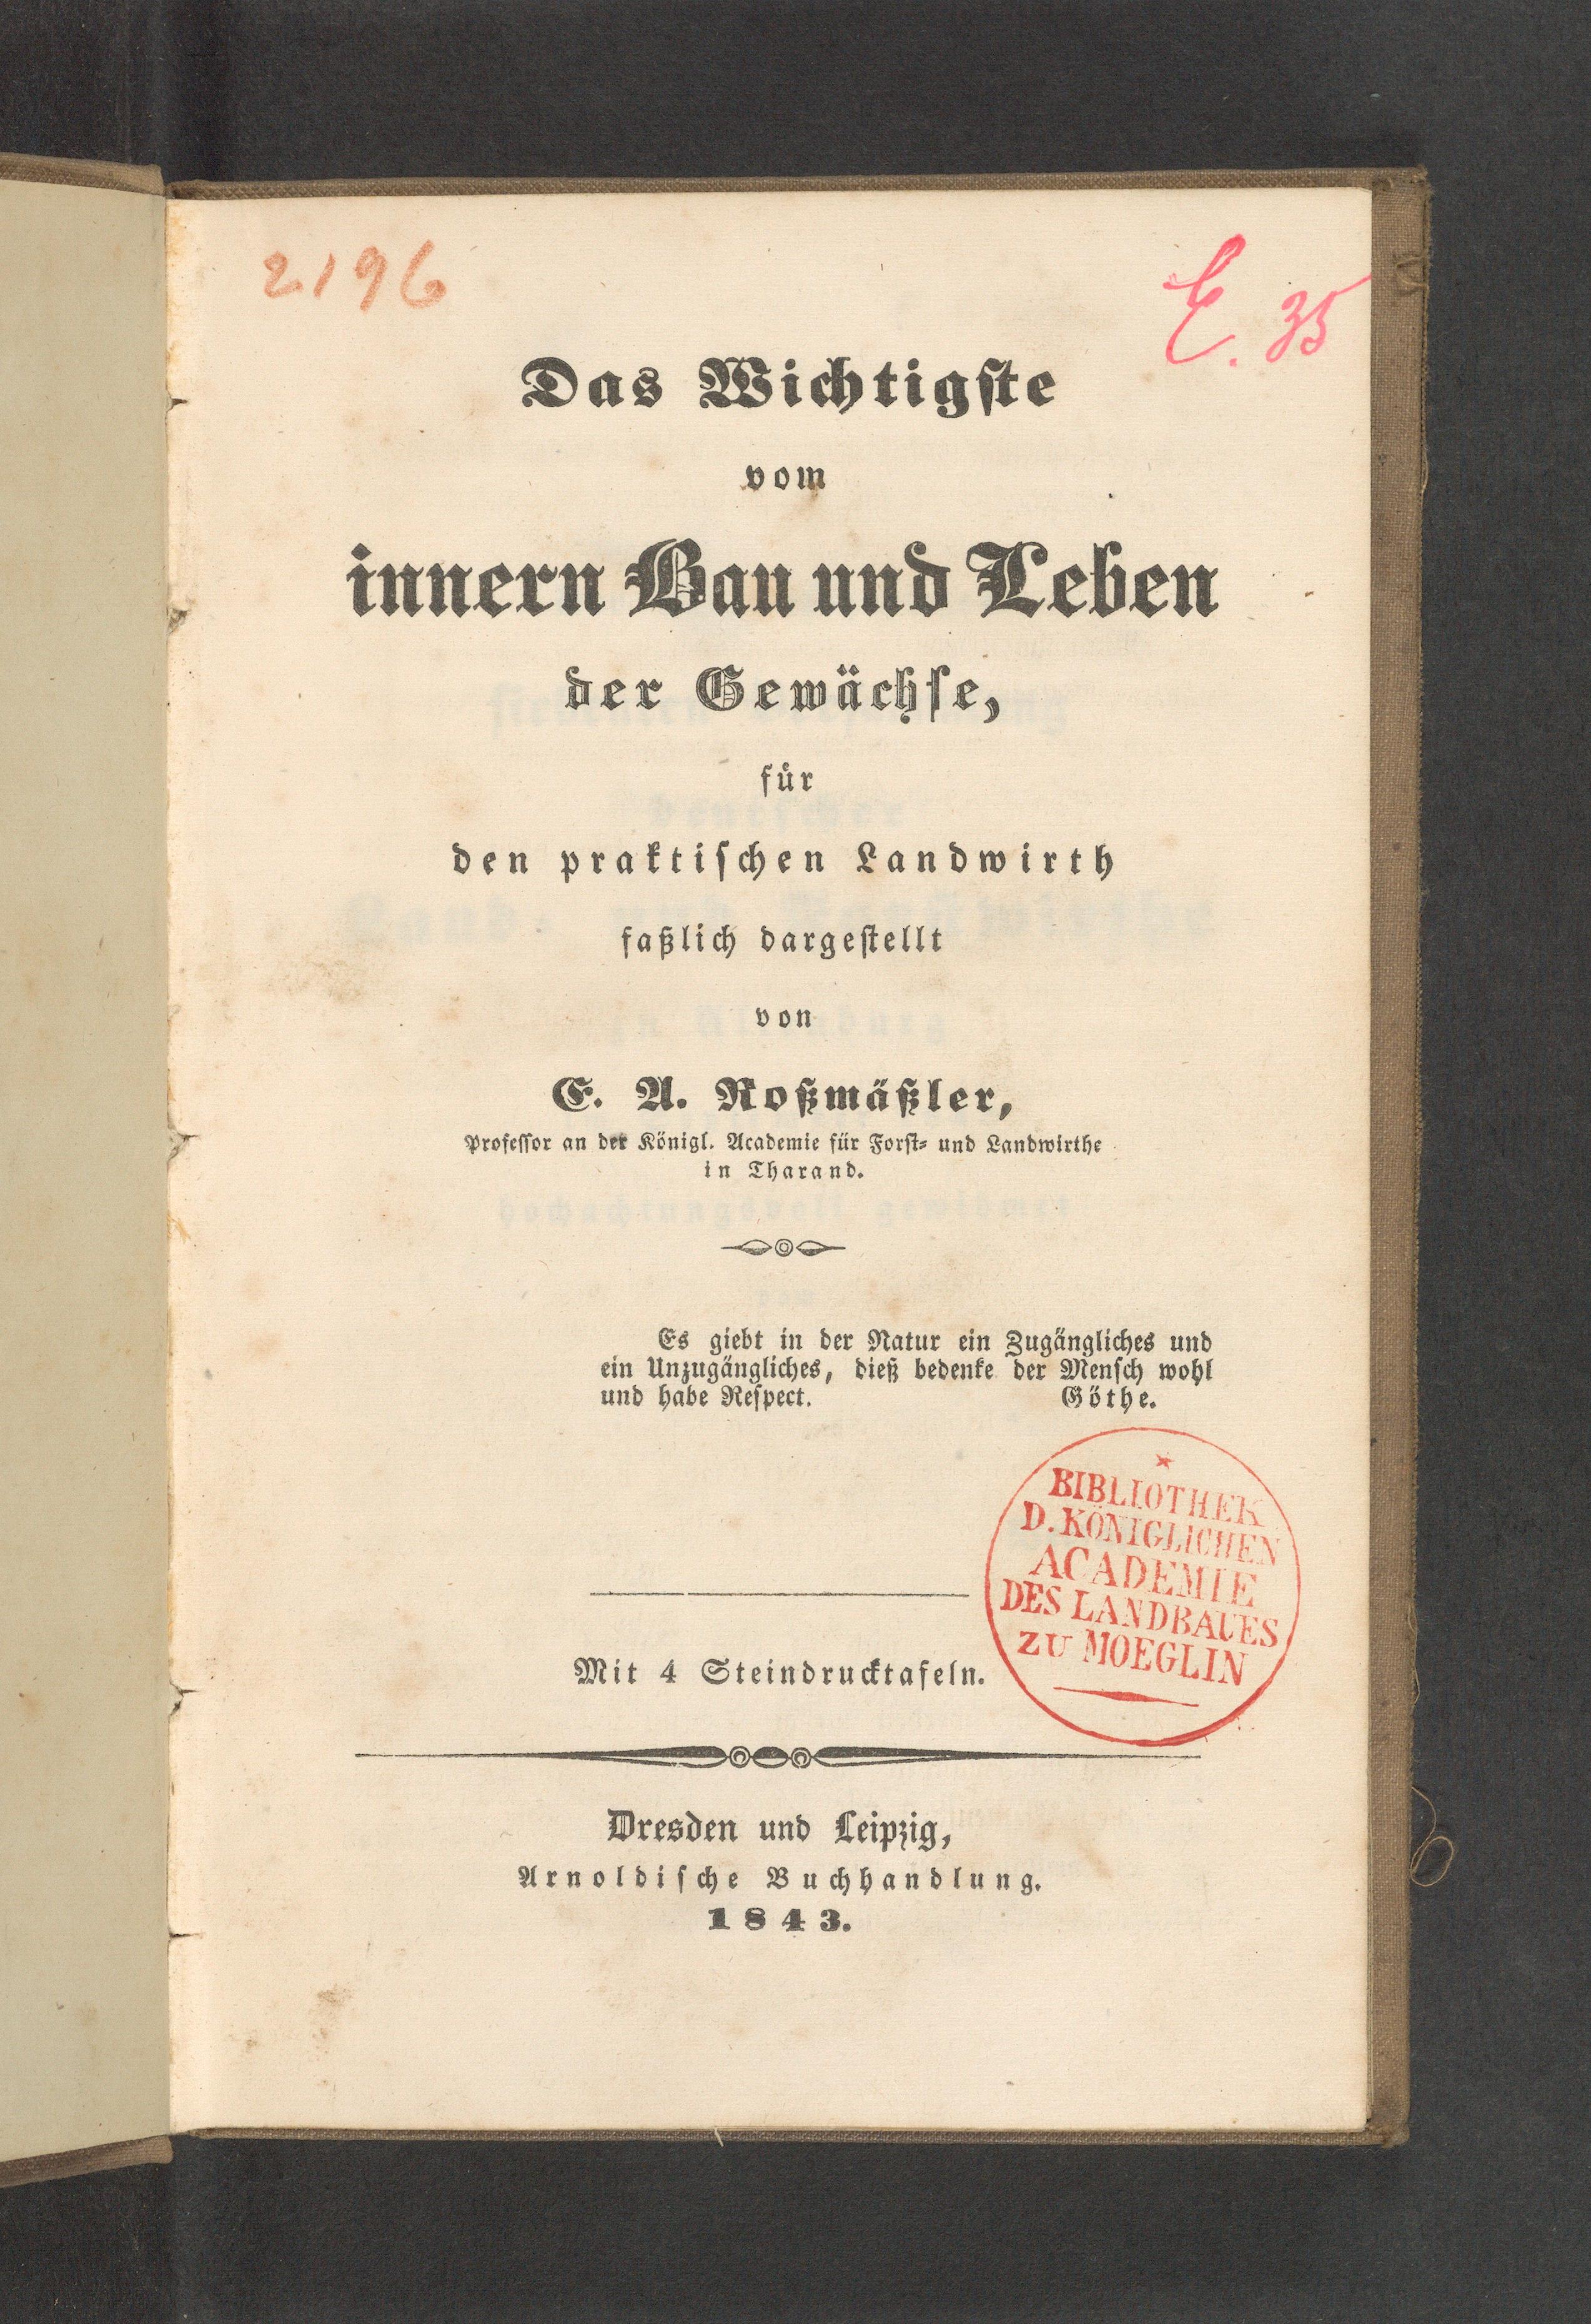 2196
E. 35
Das Wichtigste
vom
innern Bau und Leben
der Gewächse,
für
den praktischen Landwirth
faßlich dargestellt
von
E. A. Roßmäßler,
Professor an der Königl. Academie für Forst- und Landwirthe
in Tharand.
Es giebt in der Natur ein Zugängliches und
ein Unzugängliches, dieß bedenke der Mensch wohl
und habe Respect. Göthe.
BIBLIOTHEK
D. KÖNIGLICHEN
ACADEMIE
DES LANDBAUES
ZU MOEGLIN
Mit 4 Steindrucktafeln.
Dresden und Leipzig,
Arnoldische Buchhandlung.
1843.